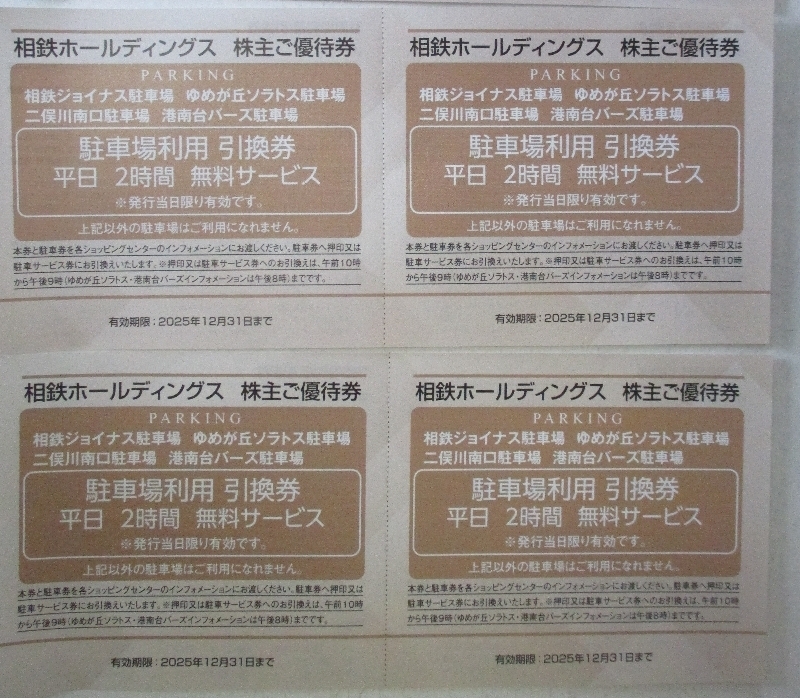 相鉄ホールディングス 株主ご優待券
PARKING
相鉄ジョイナス駐車場 ゆめが丘ソラトス駐車場
二俣川南口駐車場 港南台バーズ駐車場
駐車場利用 引換券
平日 2時間 無料サービス
※発行当日限り有効です。
上記以外の駐車場はご利用になれません。
本券と駐車券を各ショッピングセンターのインフォメーションにお渡しください。駐車券へ押印又は
駐車サービス券にお引換えいたします。※押印又は駐車サービス券へのお引換えは、午前10時
から午後9時(ゆめが丘ソラトス・港南台バーズインフォメーションは午後8時)までです。
有効期限：2025年12月31日まで
相鉄ホールディングス 株主ご優待券
PARKING
相鉄ジョイナス駐車場 ゆめが丘ソラトス駐車場
二俣川南口駐車場 港南台バーズ駐車場
駐車場利用 引換券
平日 2時間 無料サービス
※発行当日限り有効です。
上記以外の駐車場はご利用になれません。
本券と駐車券を各ショッピングセンターのインフォメーションにお渡しください。駐車券へ押印又は
駐車サービス券にお引換えいたします。※押印又は駐車サービス券へのお引換えは、午前10時
から午後9時(ゆめが丘ソラトス・港南台バーズインフォメーションは午後8時)までです。
有効期限：2025年12月31日まで
相鉄ホールディングス 株主ご優待券
PARKING
相鉄ジョイナス駐車場 ゆめが丘ソラトス駐車場
二俣川南口駐車場 港南台バーズ駐車場
駐車場利用 引換券
平日 2時間 無料サービス
※発行当日限り有効です。
上記以外の駐車場はご利用になれません。
本券と駐車券を各ショッピングセンターのインフォメーションにお渡しください。駐車券へ押印又は
駐車サービス券にお引換えいたします。※押印又は駐車サービス券へのお引換えは、午前10時
から午後9時(ゆめが丘ソラトス・港南台バーズインフォメーションは午後8時)までです。
有効期限：2025年12月31日まで
相鉄ホールディングス 株主ご優待券
PARKING
相鉄ジョイナス駐車場 ゆめが丘ソラトス駐車場
二俣川南口駐車場 港南台バーズ駐車場
駐車場利用 引換券
平日 2時間 無料サービス
※発行当日限り有効です。
上記以外の駐車場はご利用になれません。
本券と駐車券を各ショッピングセンターのインフォメーションにお渡しください。駐車券へ押印又は
駐車サービス券にお引換えいたします。※押印又は駐車サービス券へのお引換えは、午前10時
から午後9時(ゆめが丘ソラトス・港南台バーズインフォメーションは午後8時)までです。
有効期限：2025年12月31日まで